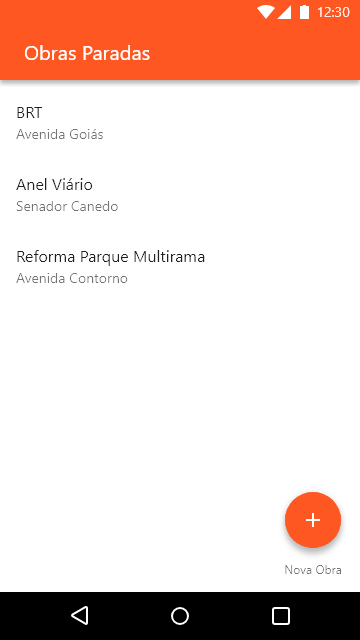 12:30
Obras Paradas
BRT
Avenida Goiás
Anel Viário
Senador Canedo
Reforma Parque Multirama
Avenida Contorno
Nova Obra